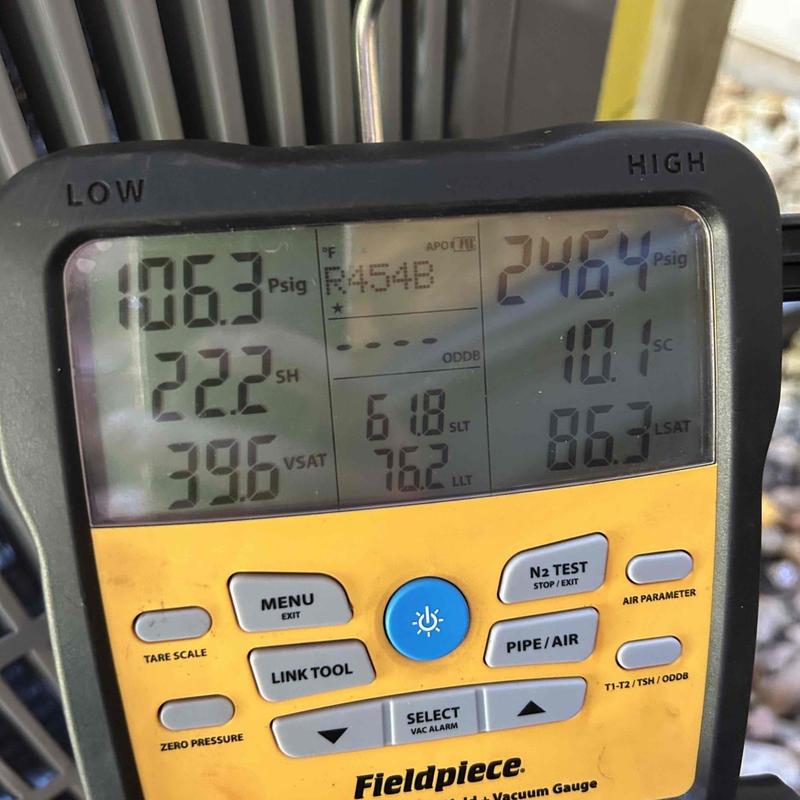 LOW
HIGH
106.3 Psig
22.2 SH
39.6 VSAT
°F
APO
R454B
---- ODDB
61.8 SLT
76.2 LLT
246.4 Psig
10.1 SC
86.3 LSAT
MENU
EXIT
N2 TEST
STOP / EXIT
AIR PARAMETER
TARE SCALE
LINK TOOL
PIPE / AIR
T1-T2 / TSH / ODDB
ZERO PRESSURE
SELECT
VAC ALARM
Fieldpiece
+ Vacuum Gauge